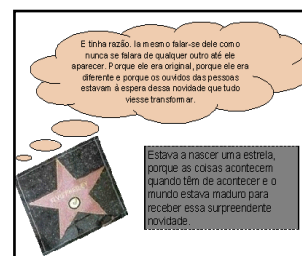 E tinha razão. Ia mesmo falar-se dele como
nunca se falara de qualquer outro até ele
aparecer. Porque ele era original, porque ele era
diferente e porque os ouvidos das pessoas
estavam à espera dessa novidade que tudo
viesse transformar.
ELVIS PRESLEY
Estava a nascer uma estrela,
porque as coisas acontecem
quando têm de acontecer e o
mundo estava maduro para
receber essa surpreendente
novidade.